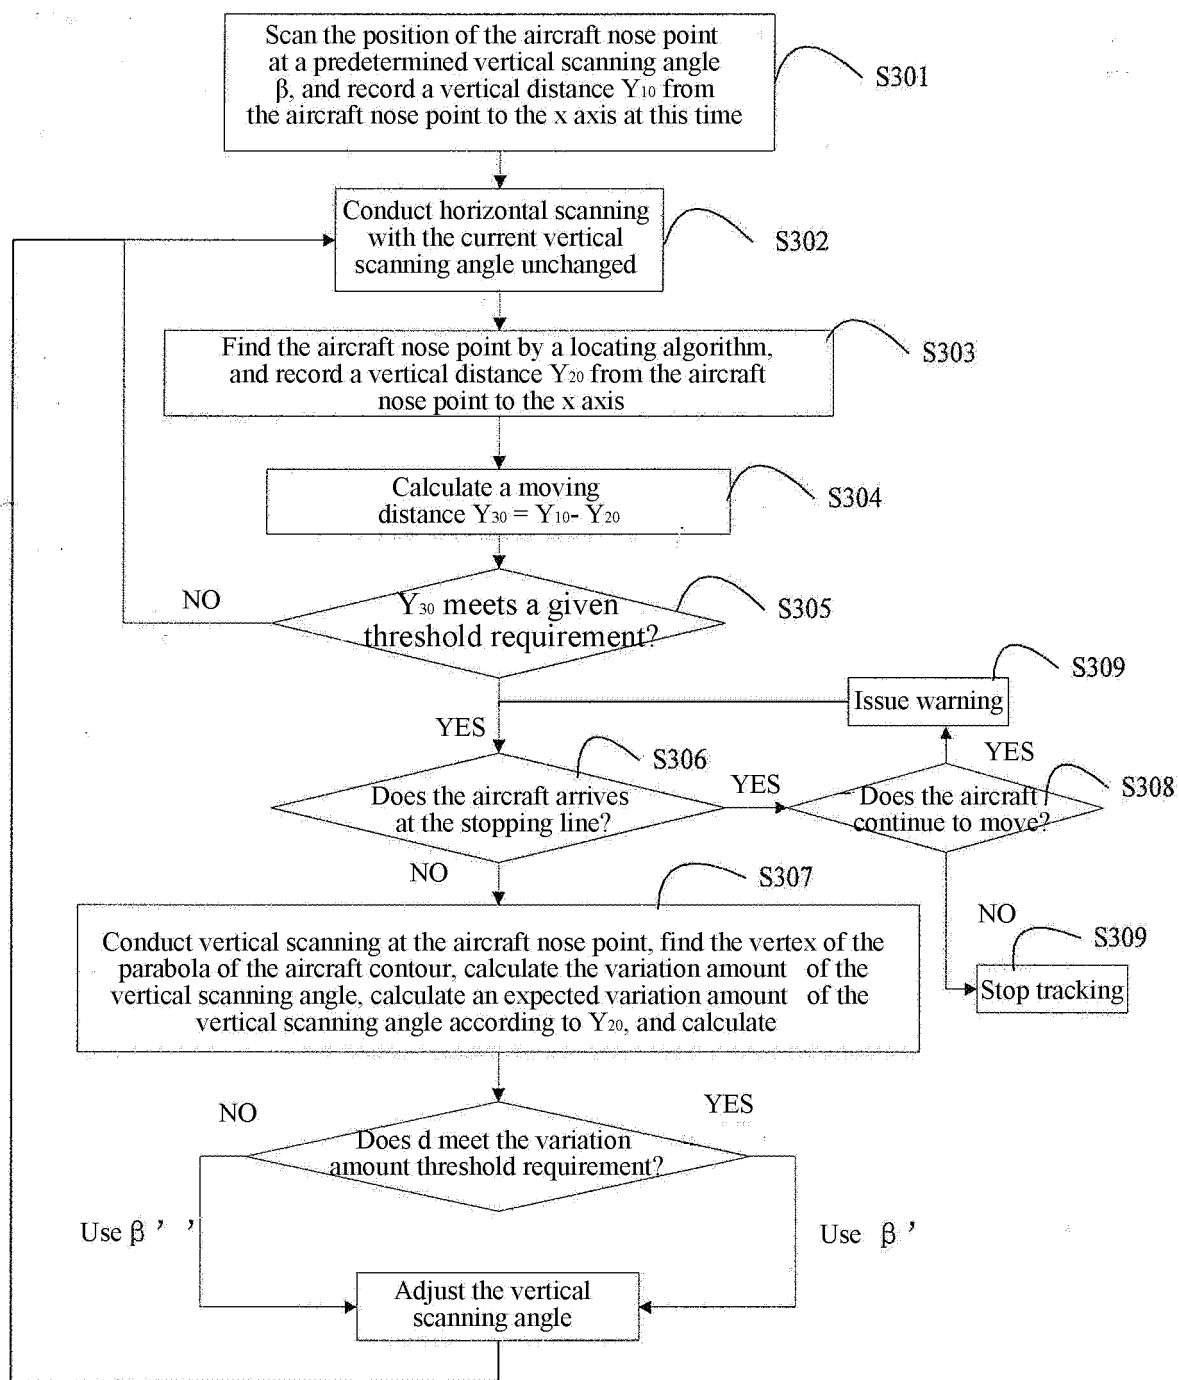 Scan the position of the aircraft nose point
at a predetermined vertical scanning angle
β, and record a vertical distance Y10 from
the aircraft nose point to the x axis at this time
S301
Conduct horizontal scanning
with the current vertical
scanning angle unchanged
S302
Find the aircraft nose point by a locating algorithm,
and record a vertical distance Y20 from the aircraft
nose point to the x axis
S303
Calculate a moving
distance Y30 = Y10- Y20
S304
NO
Y30 meets a given
threshold requirement?
S305
S309
Issue warning
YES
YES
S306
Does the aircraft arrives
at the stopping line?
YES
Does the aircraft
continue to move?
S308
NO
S307
NO
S309
Stop tracking
Conduct vertical scanning at the aircraft nose point, find the vertex of the
parabola of the aircraft contour, calculate the variation amount of the
vertical scanning angle, calculate an expected variation amount of the
vertical scanning angle according to Y20, and calculate
NO
YES
Does d meet the variation
amount threshold requirement?
Use β ’ ’
Use β ’
Adjust the vertical
scanning angle